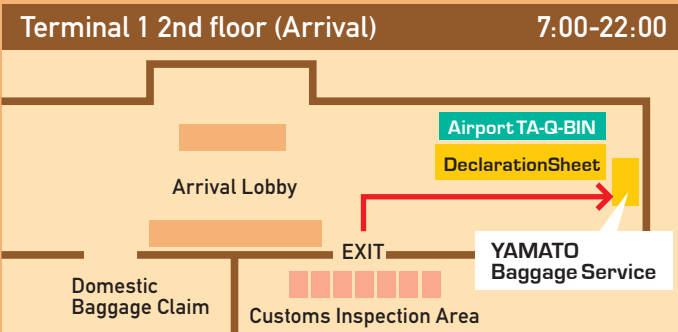 Terminal 1 2nd floor (Arrival)
7:00-22:00
Airport TA-Q-BIN
DeclarationSheet
Arrival Lobby
EXIT
YAMATO
Baggage Service
Domestic
Baggage Claim
Customs Inspection Area